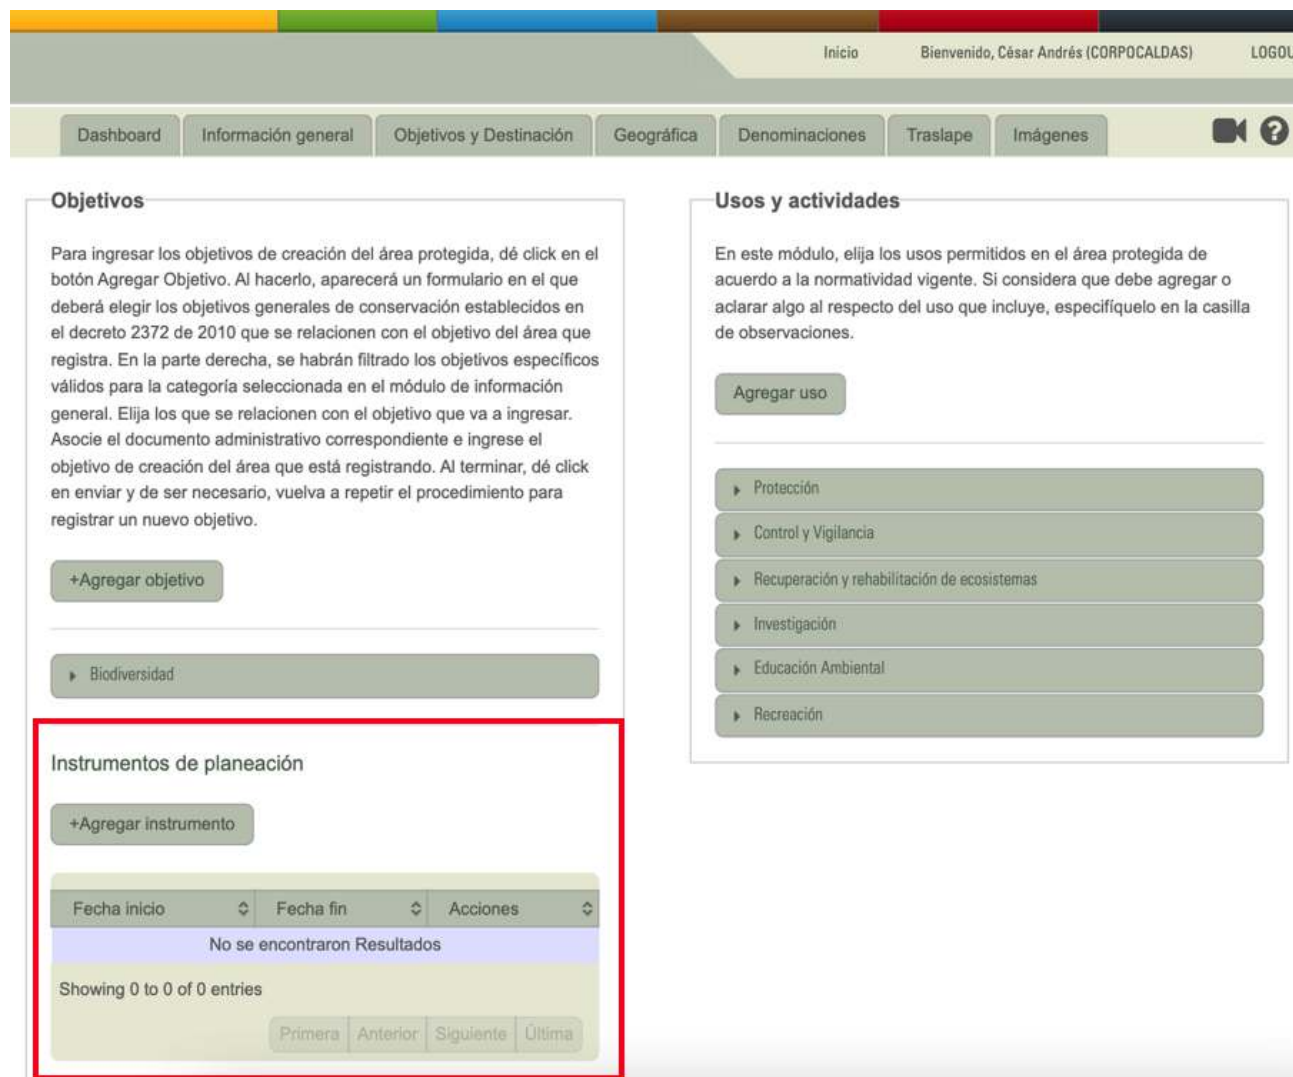 Inicio Bienvenido, César Andrés (CORPOCALDAS) LOGOU
Dashboard Información general Objetivos y Destinación Geográfica Denominaciones Traslape Imágenes
Objetivos
Para ingresar los objetivos de creación del área protegida, dé click en el
botón Agregar Objetivo. Al hacerlo, aparecerá un formulario en el que
deberá elegir los objetivos generales de conservación establecidos en
el decreto 2372 de 2010 que se relacionen con el objetivo del área que
registra. En la parte derecha, se habrán filtrado los objetivos específicos
válidos para la categoría seleccionada en el módulo de información
general. Elija los que se relacionen con el objetivo que va a ingresar.
Asocie el documento administrativo correspondiente e ingrese el
objetivo de creación del área que está registrando. Al terminar, dé click
en enviar y de ser necesario, vuelva a repetir el procedimiento para
registrar un nuevo objetivo.
+Agregar objetivo
Biodiversidad
Instrumentos de planeación
+Agregar instrumento
Fecha inicio Fecha fin Acciones
No se encontraron Resultados
Showing 0 to 0 of 0 entries
Primera Anterior Siguiente Última
Usos y actividades
En este módulo, elija los usos permitidos en el área protegida de
acuerdo a la normatividad vigente. Si considera que debe agregar o
aclarar algo al respecto del uso que incluye, especifíquelo en la casilla
de observaciones.
Agregar uso
Protección
Control y Vigilancia
Recuperación y rehabilitación de ecosistemas
Investigación
Educación Ambiental
Recreación